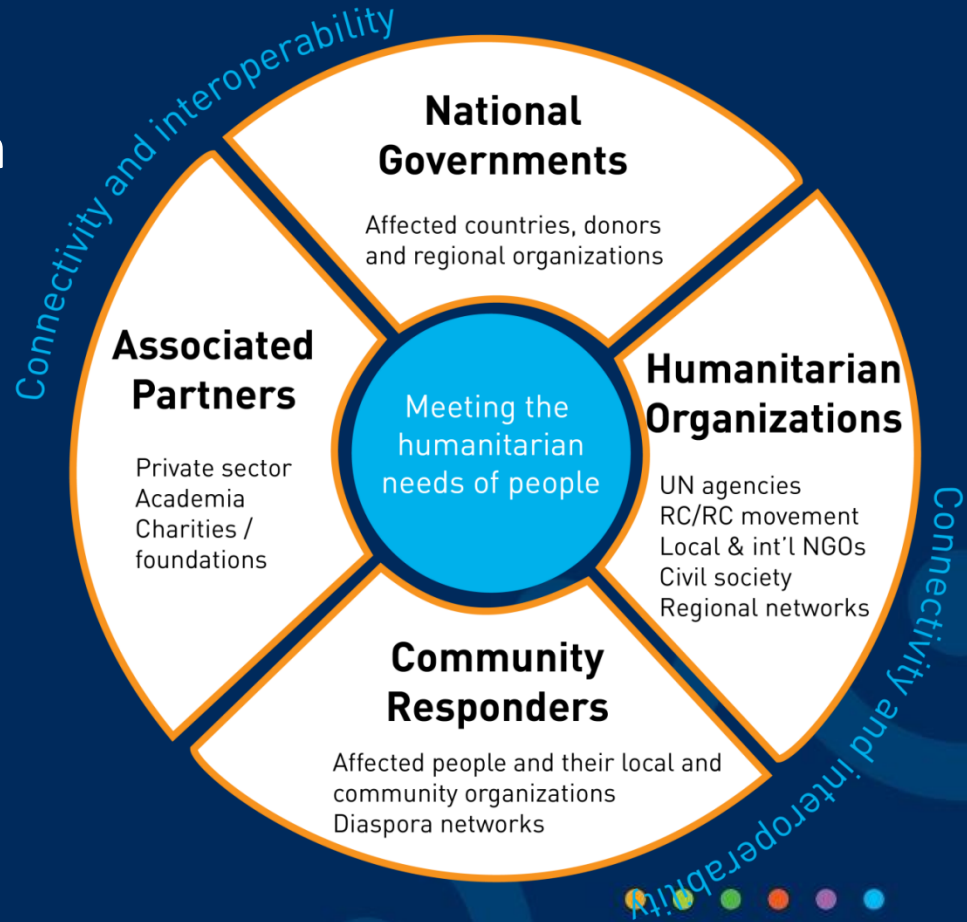 Connectivity and interoperability
National
Governments
Affected countries, donors
and regional organizations
Associated
Partners
Private sector
Academia
Charities /
foundations
Meeting the
humanitarian
needs of people
Humanitarian
Organizations
UN agencies
RC/RC movement
Local & int'l NGOs
Civil society
Regional networks
Community
Responders
Affected people and their local and
community organizations
Diaspora networks
Connectivity and interoperability